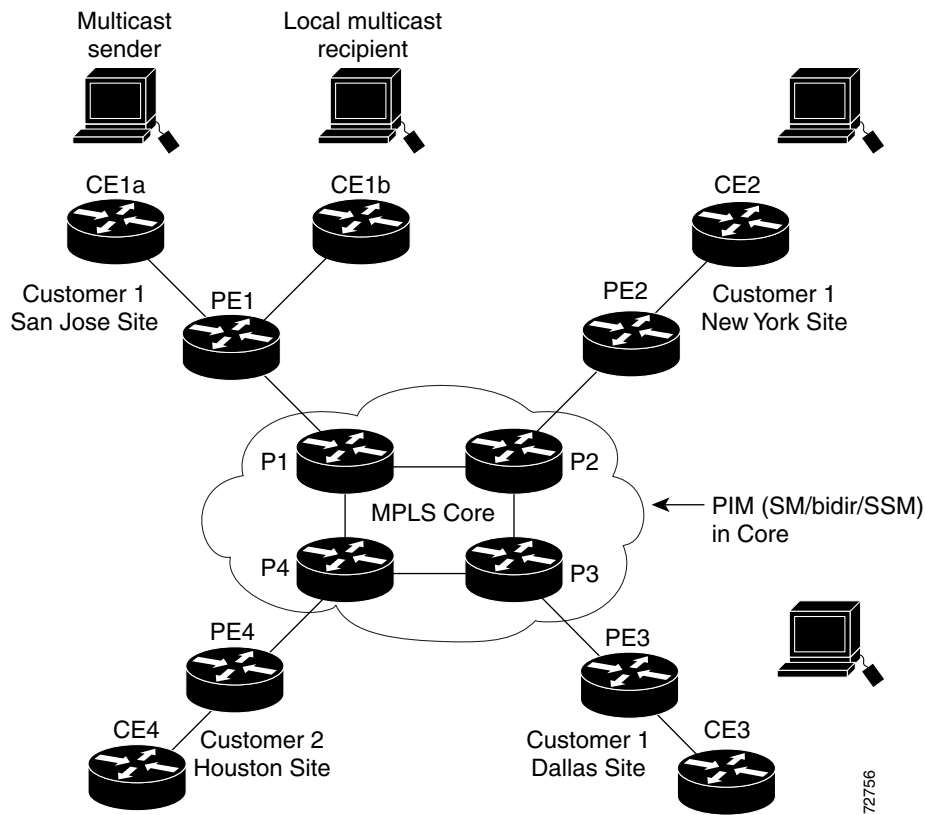 Multicast
sender
Local multicast
recipient
CE1a
CE1b
CE2
Customer 1
San Jose Site
PE1
PE2
Customer 1
New York Site
P1
P2
MPLS Core
PIM (SM/bidir/SSM)
in Core
P4
P3
PE4
PE3
CE4
Customer 2
Houston Site
Customer 1
Dallas Site
CE3
72756